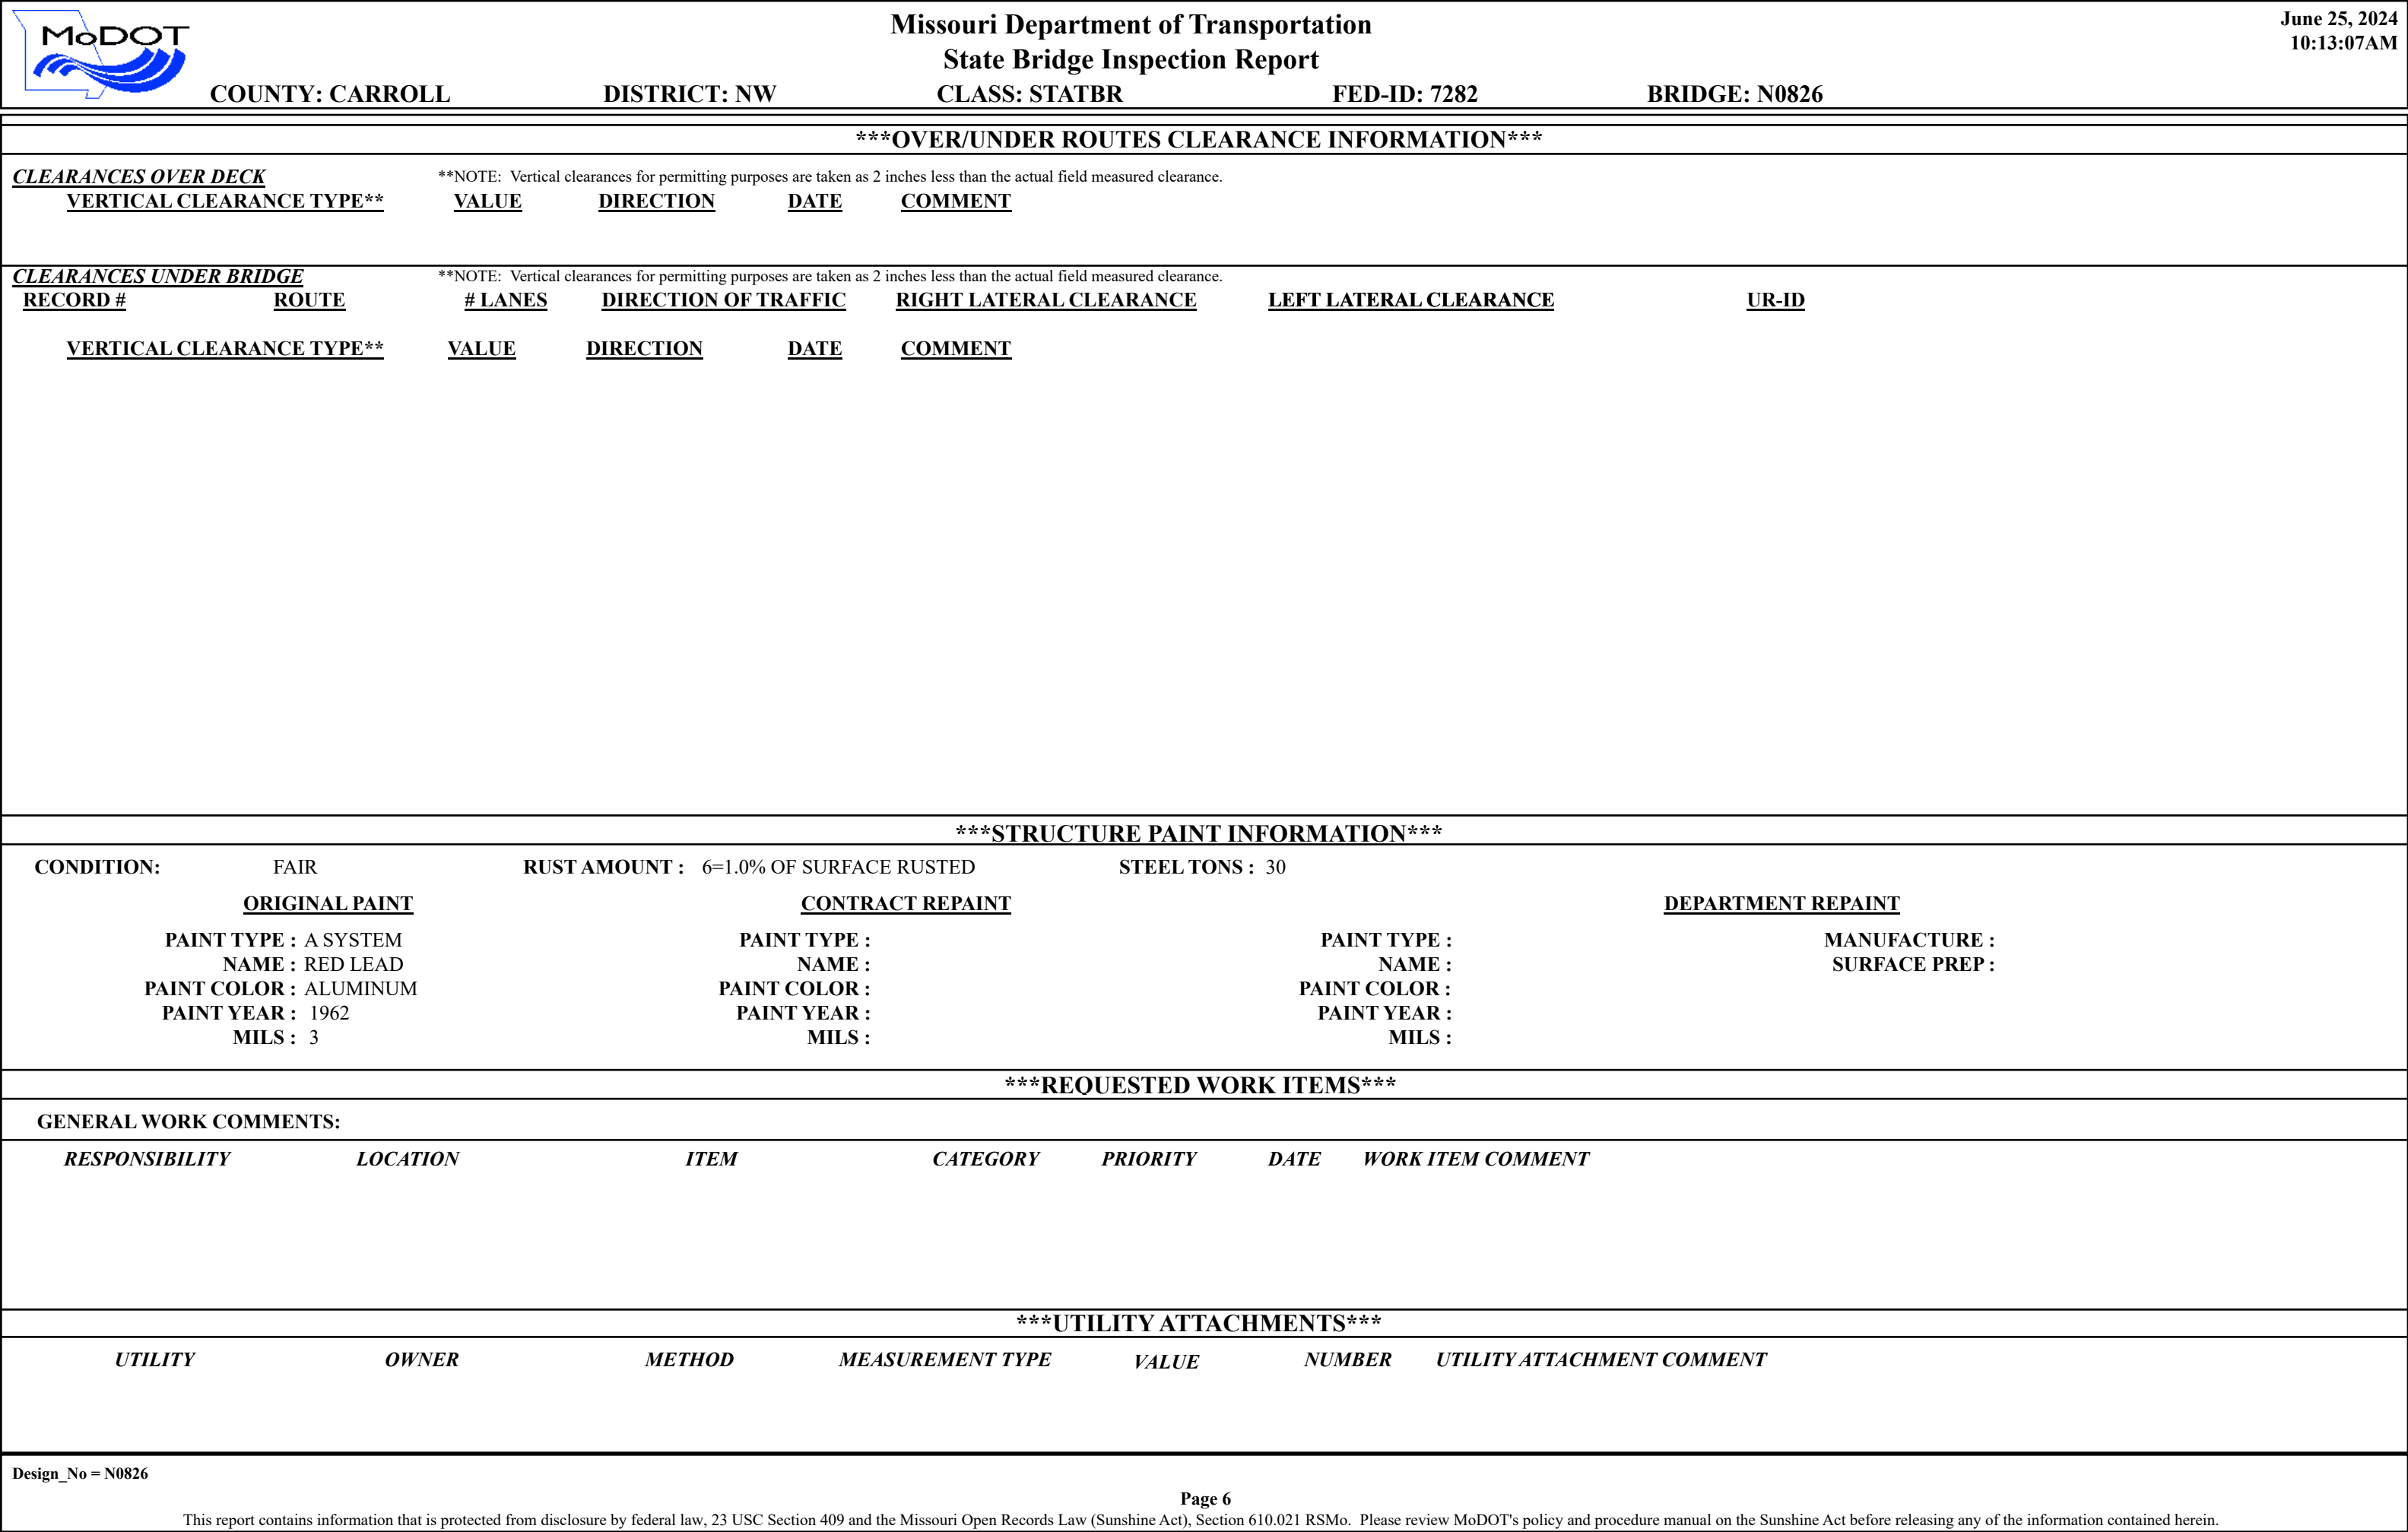 MoDOT
Missouri Department of Transportation
State Bridge Inspection Report
June 25, 2024
10:13:07AM
COUNTY: CARROLL DISTRICT: NW CLASS: STATBR FED-ID: 7282 BRIDGE: N0826
***OVER/UNDER ROUTES CLEARANCE INFORMATION***
CLEARANCES OVER DECK **NOTE: Vertical clearances for permitting purposes are taken as 2 inches less than the actual field measured clearance.
VERTICAL CLEARANCE TYPE** VALUE DIRECTION DATE COMMENT
CLEARANCES UNDER BRIDGE **NOTE: Vertical clearances for permitting purposes are taken as 2 inches less than the actual field measured clearance.
RECORD # ROUTE # LANES DIRECTION OF TRAFFIC RIGHT LATERAL CLEARANCE LEFT LATERAL CLEARANCE UR-ID
VERTICAL CLEARANCE TYPE** VALUE DIRECTION DATE COMMENT
***STRUCTURE PAINT INFORMATION***
CONDITION: FAIR RUST AMOUNT : 6=1.0% OF SURFACE RUSTED STEEL TONS : 30
ORIGINAL PAINT CONTRACT REPAINT DEPARTMENT REPAINT
PAINT TYPE : A SYSTEM PAINT TYPE : PAINT TYPE : MANUFACTURE :
NAME : RED LEAD NAME : NAME : SURFACE PREP :
PAINT COLOR : ALUMINUM PAINT COLOR : PAINT COLOR :
PAINT YEAR : 1962 PAINT YEAR : PAINT YEAR :
MILS : 3 MILS : MILS :
***REQUESTED WORK ITEMS***
GENERAL WORK COMMENTS:
RESPONSIBILITY LOCATION ITEM CATEGORY PRIORITY DATE WORK ITEM COMMENT
***UTILITY ATTACHMENTS***
UTILITY OWNER METHOD MEASUREMENT TYPE VALUE NUMBER UTILITY ATTACHMENT COMMENT
Design_No = N0826
Page 6
This report contains information that is protected from disclosure by federal law, 23 USC Section 409 and the Missouri Open Records Law (Sunshine Act), Section 610.021 RSMo. Please review MoDOT's policy and procedure manual on the Sunshine Act before releasing any of the information contained herein.